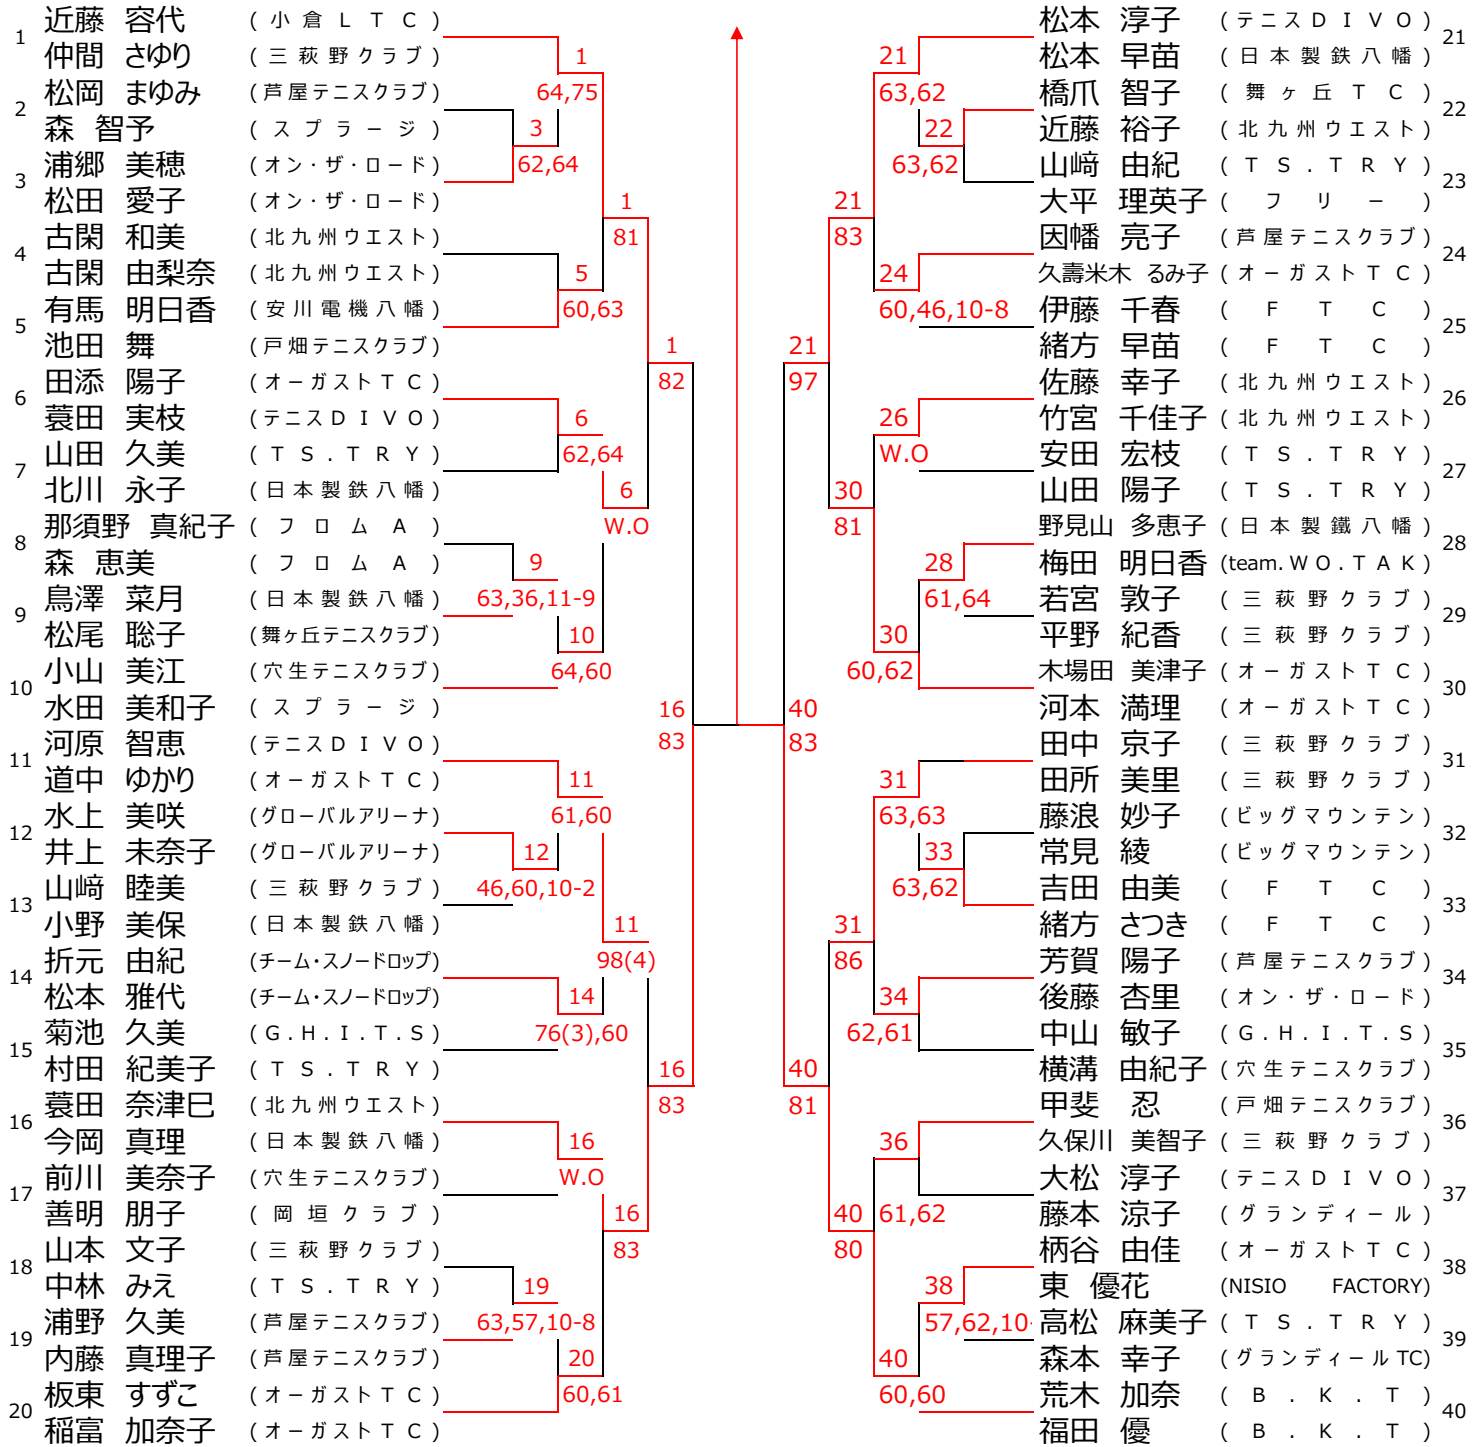 1
近藤 容代 (小倉LTC)
仲間 さゆり (三萩野クラブ)
2
松岡 まゆみ (芦屋テニスクラブ)
森 智予 (スプラージ)
3
浦郷 美穂 (オン・ザ・ロード)
松田 愛子 (オン・ザ・ロード)
4
古閑 和美 (北九州ウエスト)
古閑 由梨奈 (北九州ウエスト)
5
有馬 明日香 (安川電機八幡)
池田 舞 (戸畑テニスクラブ)
6
田添 陽子 (オーガストTC)
蓑田 実枝 (テニスDIVO)
7
山田 久美 (TS.TRY)
北川 永子 (日本製鉄八幡)
8
那須野 真紀子 (フロムA)
森 恵美 (フロムA)
9
鳥澤 菜月 (日本製鉄八幡)
松尾 聡子 (舞ヶ丘テニスクラブ)
10
小山 美江 (穴生テニスクラブ)
水田 美和子 (スプラージ)
11
河原 智恵 (テニスDIVO)
道中 ゆかり (オーガストTC)
12
水上 美咲 (グローバルアリーナ)
井上 未奈子 (グローバルアリーナ)
13
山﨑 睦美 (三萩野クラブ)
小野 美保 (日本製鉄八幡)
14
折元 由紀 (チーム・スノードロップ)
松本 雅代 (チーム・スノードロップ)
15
菊池 久美 (G.H.I.T.S)
村田 紀美子 (TS.TRY)
16
蓑田 奈津巳 (北九州ウエスト)
今岡 真理 (日本製鉄八幡)
17
前川 美奈子 (穴生テニスクラブ)
善明 朋子 (岡垣クラブ)
18
山本 文子 (三萩野クラブ)
中林 みえ (TS.TRY)
19
浦野 久美 (芦屋テニスクラブ)
内藤 真理子 (芦屋テニスクラブ)
20
板東 すずこ (オーガストTC)
稲富 加奈子 (オーガストTC)
1
64,75
3
62,64
1
81
5
60,63
1
82
6
62,64
6
W.O
9
63,36,11-9
10
64,60
16
83
11
61,60
12
46,60,10-2
11
98(4)
14
76(3),60
16
83
16
W.O
16
83
19
63,57,10-8
20
60,61
21
63,62
22
63,62
21
83
24
60,46,10-8
21
97
26
W.O
30
81
28
61,64
30
60,62
40
83
31
63,63
33
63,62
31
86
34
62,61
40
81
36
61,62
40
80
38
57,62,10-
40
60,60
松本 淳子 (テニスDIVO)
21
松本 早苗 (日本製鉄八幡)
橋爪 智子 (舞ヶ丘TC)
22
近藤 裕子 (北九州ウエスト)
山﨑 由紀 (TS.TRY)
23
大平 理英子 (フリー)
因幡 亮子 (芦屋テニスクラブ)
24
久壽米木 るみ子 (オーガストTC)
伊藤 千春 (FTC)
25
緒方 早苗 (FTC)
佐藤 幸子 (北九州ウエスト)
26
竹宮 千佳子 (北九州ウエスト)
安田 宏枝 (TS.TRY)
27
山田 陽子 (TS.TRY)
野見山 多恵子 (日本製鐵八幡)
28
梅田 明日香 (team.WO.TAK)
若宮 敦子 (三萩野クラブ)
29
平野 紀香 (三萩野クラブ)
木場田 美津子 (オーガストTC)
30
河本 満理 (オーガストTC)
田中 京子 (三萩野クラブ)
31
田所 美里 (三萩野クラブ)
藤浪 妙子 (ビッグマウンテン)
32
常見 綾 (ビッグマウンテン)
吉田 由美 (FTC)
33
緒方 さつき (FTC)
芳賀 陽子 (芦屋テニスクラブ)
34
後藤 杏里 (オン・ザ・ロード)
中山 敏子 (G.H.I.T.S)
35
横溝 由紀子 (穴生テニスクラブ)
甲斐 忍 (戸畑テニスクラブ)
36
久保川 美智子 (三萩野クラブ)
大松 淳子 (テニスDIVO)
37
藤本 涼子 (グランディール)
柄谷 由佳 (オーガストTC)
38
東 優花 (NISIO FACTORY)
高松 麻美子 (TS.TRY)
39
森本 幸子 (グランディールTC)
荒木 加奈 (B.K.T)
40
福田 優 (B.K.T)